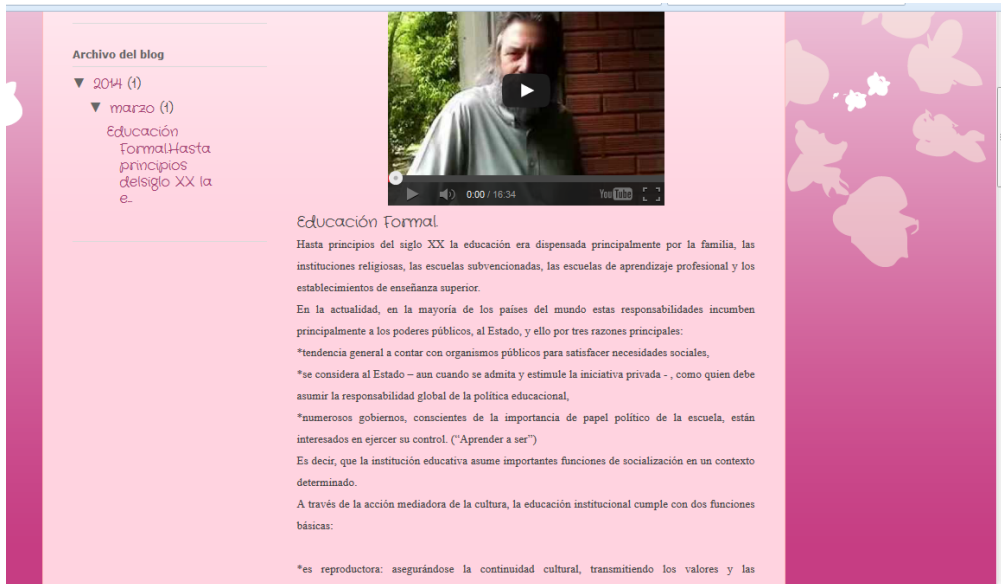 Archivo del blog
▼ 2014 (1)
▼ marzo (1)
Educación
Formal.Hasta
principios
delsiglo XX la
e...
0:00 / 16:34
YouTube
Educación Formal.
Hasta principios del siglo XX la educación era dispensada principalmente por la familia, las
instituciones religiosas, las escuelas subvencionadas, las escuelas de aprendizaje profesional y los
establecimientos de enseñanza superior.
En la actualidad, en la mayoría de los países del mundo estas responsabilidades incumben
principalmente a los poderes públicos, al Estado, y ello por tres razones principales:
*tendencia general a contar con organismos públicos para satisfacer necesidades sociales,
*se considera al Estado – aun cuando se admita y estimule la iniciativa privada - , como quien debe
asumir la responsabilidad global de la política educacional,
*numerosos gobiernos, conscientes de la importancia de papel político de la escuela, están
interesados en ejercer su control. (“Aprender a ser”)
Es decir, que la institución educativa asume importantes funciones de socialización en un contexto
determinado.
A través de la acción mediadora de la cultura, la educación institucional cumple con dos funciones
básicas:
*es reproductora: asegurándose la continuidad cultural, transmitiendo los valores y las